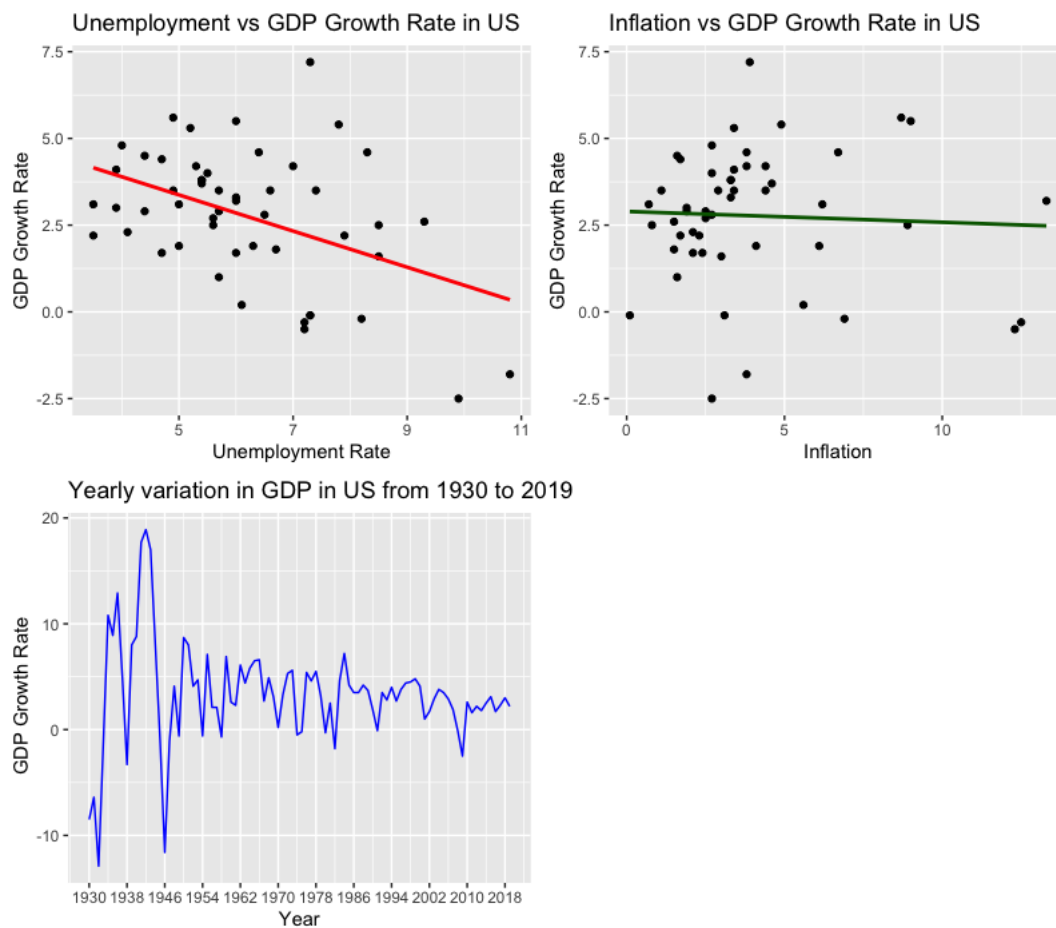 Unemployment vs GDP Growth Rate in US
7.5
5.0
2.5
0.0
-2.5
GDP Growth Rate
5 7 9 11
Unemployment Rate
Inflation vs GDP Growth Rate in US
7.5
5.0
2.5
0.0
-2.5
GDP Growth Rate
0 5 10
Inflation
Yearly variation in GDP in US from 1930 to 2019
20
10
0
-10
GDP Growth Rate
1930 1938 1946 1954 1962 1970 1978 1986 1994 2002 2010 2018
Year